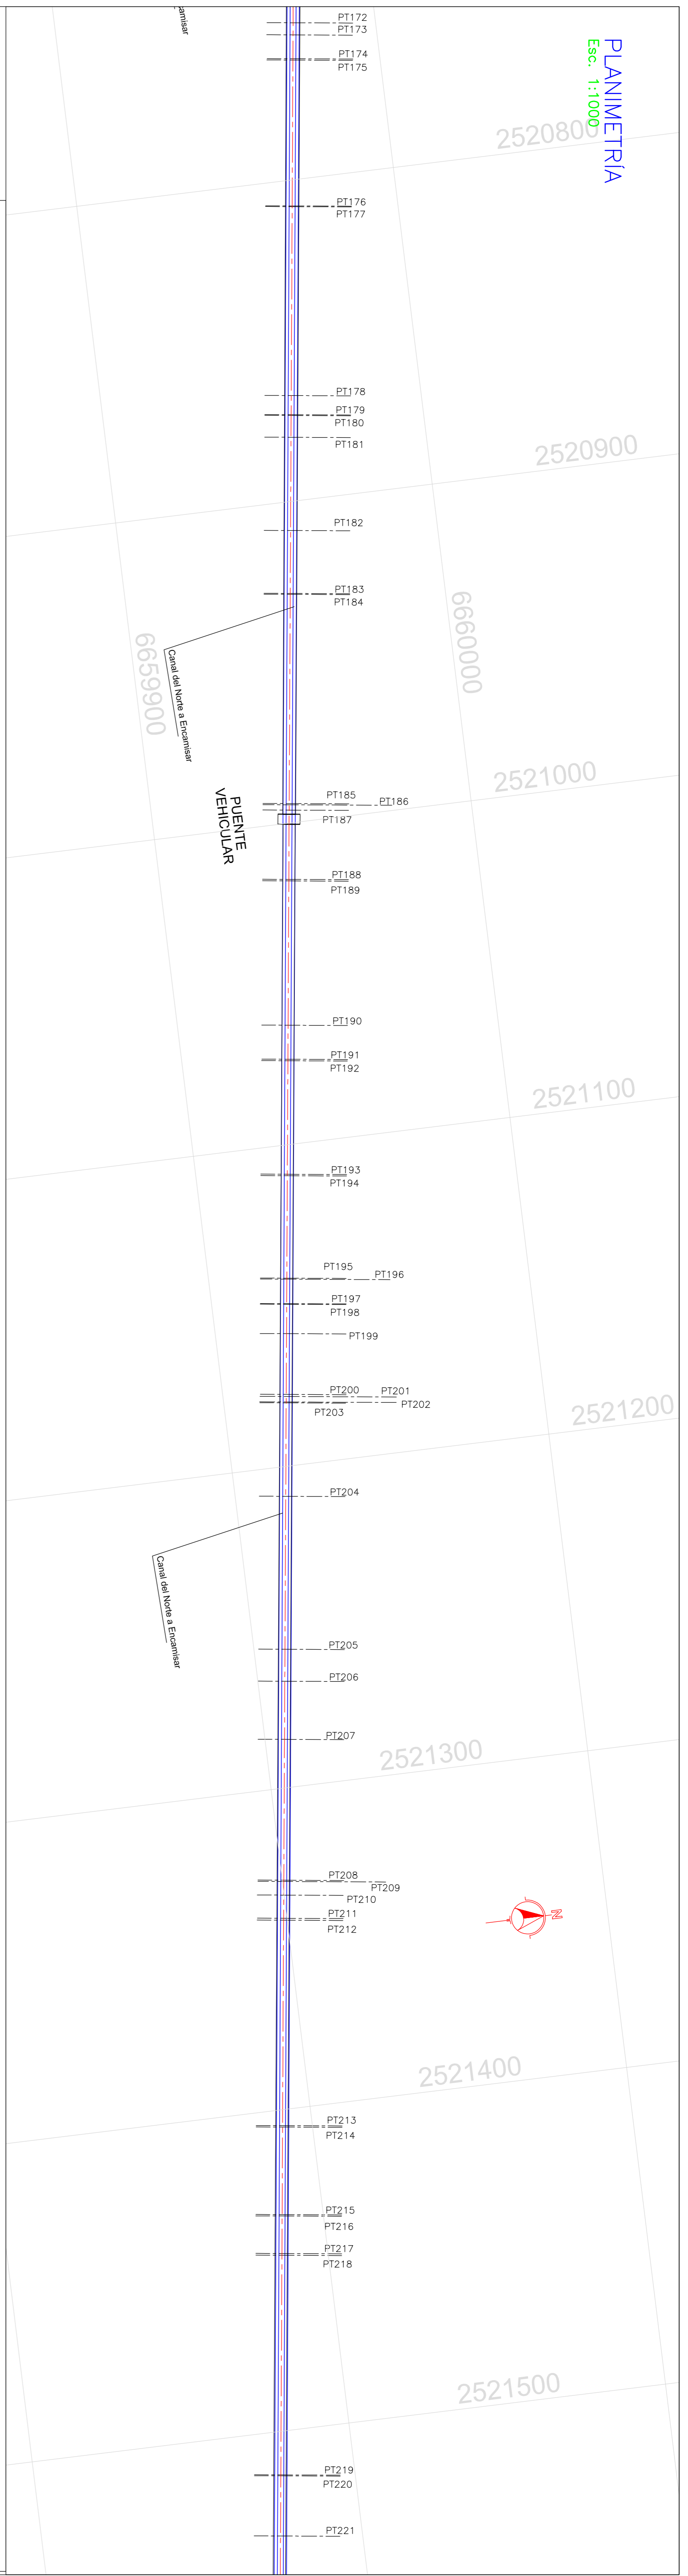 camisar
PLANIMETRÍA
Esc. 1:1000
PT172
PT173
PT174
PT175
2520800
PT176
PT177
PT178
PT179
PT180
PT181
2520900
PT182
PT183
PT184
6660000
6659900
Canal del Norte a Encamisar
2521000
PT185
PT186
PT187
PUENTE
VEHICULAR
PT188
PT189
PT190
PT191
PT192
2521100
PT193
PT194
PT195
PT196
PT197
PT198
PT199
PT200
PT201
PT202
PT203
2521200
PT204
Canal del Norte a Encamisar
PT205
PT206
PT207
2521300
PT208
PT209
PT210
PT211
PT212
N
2521400
PT213
PT214
PT215
PT216
PT217
PT218
2521500
PT219
PT220
PT221